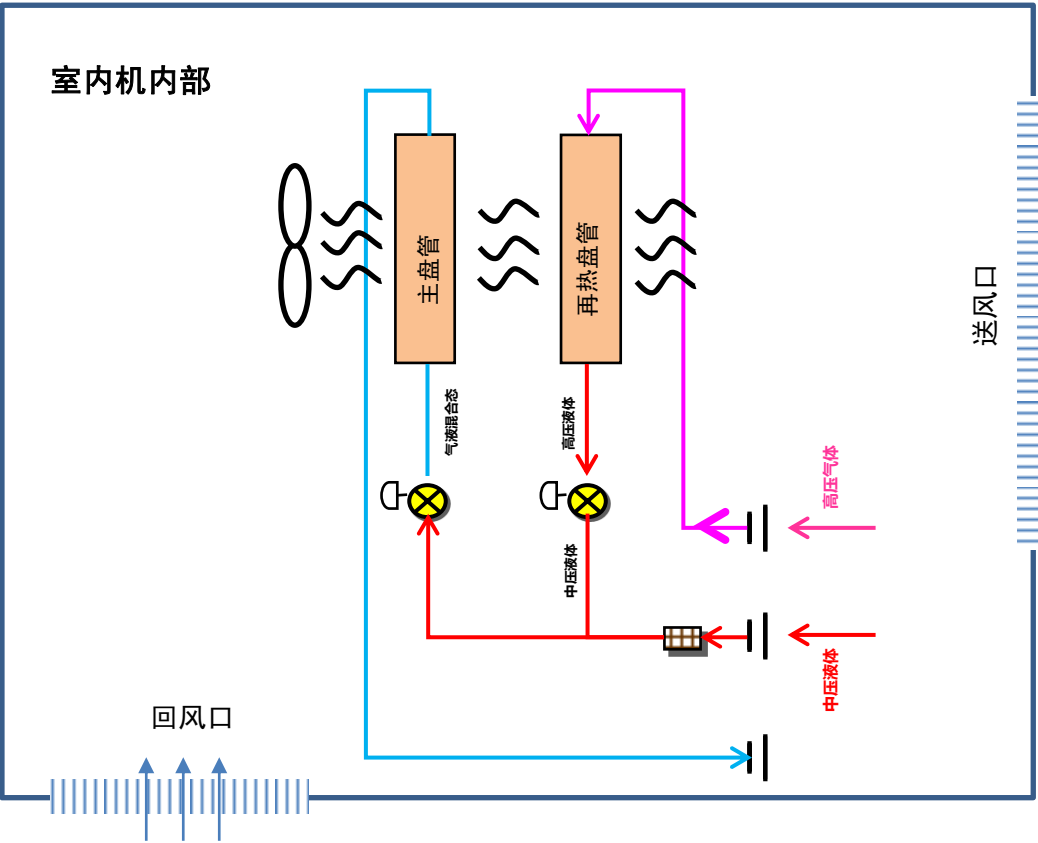 室内机内部
主盘管
再热盘管
送风口
气液混合态
高压液体
高压气体
中压液体
中压液体
回风口